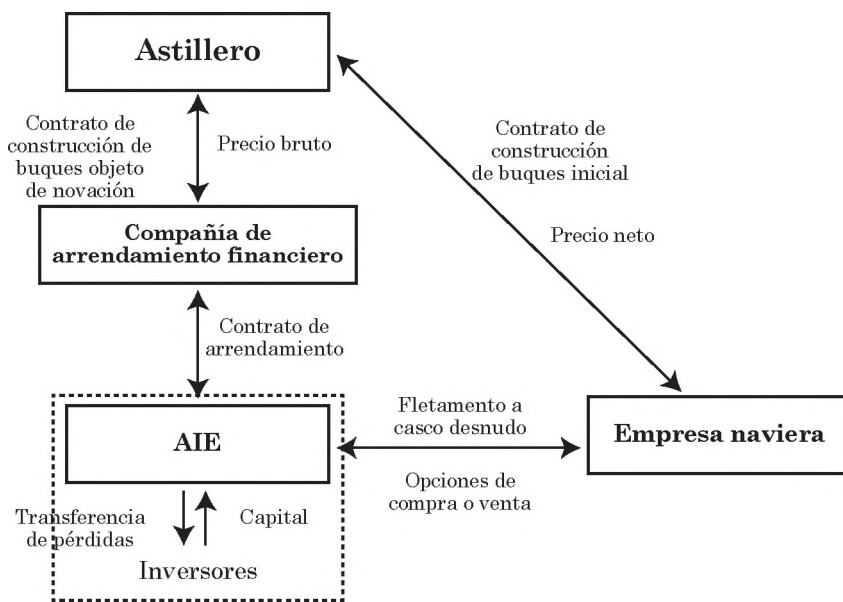 Astillero
Contrato de
construcción de
buques objeto
de novación
Precio bruto
Contrato de
construcción
de buques inicial
Precio neto
Compañía de
arrendamiento financiero
Contrato de
arrendamiento
AIE
Fletamento a
casco desnudo
Opciones de
compra o venta
Empresa naviera
Transferencia
de pérdidas
Capital
Inversores